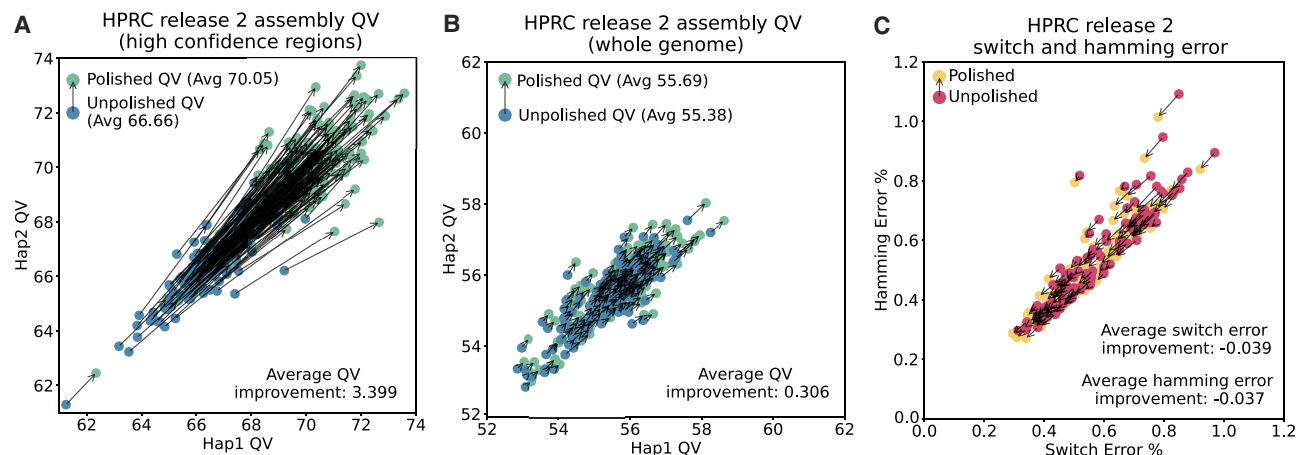 A
HPRC release 2 assembly QV
(high confidence regions)
Polished QV (Avg 70.05)
Unpolished QV
(Avg 66.66)
74
72
70
68
66
64
62
Hap2 QV
Average QV
improvement: 3.399
62
64
66
68
70
72
74
Hap1 QV
B
HPRC release 2 assembly QV
(whole genome)
Polished QV (Avg 55.69)
Unpolished QV (Avg 55.38)
62
60
58
56
54
52
Hap2 QV
Average QV
improvement: 0.306
52
54
56
58
60
62
Hap1 QV
C
HPRC release 2
switch and hamming error
Polished
Unpolished
1.2
1.0
0.8
0.6
0.4
0.2
0.0
Hamming Error %
Average switch error
improvement: -0.039
Average hamming error
improvement: -0.037
0.0
0.2
0.4
0.6
0.8
1.0
1.2
Switch Error %